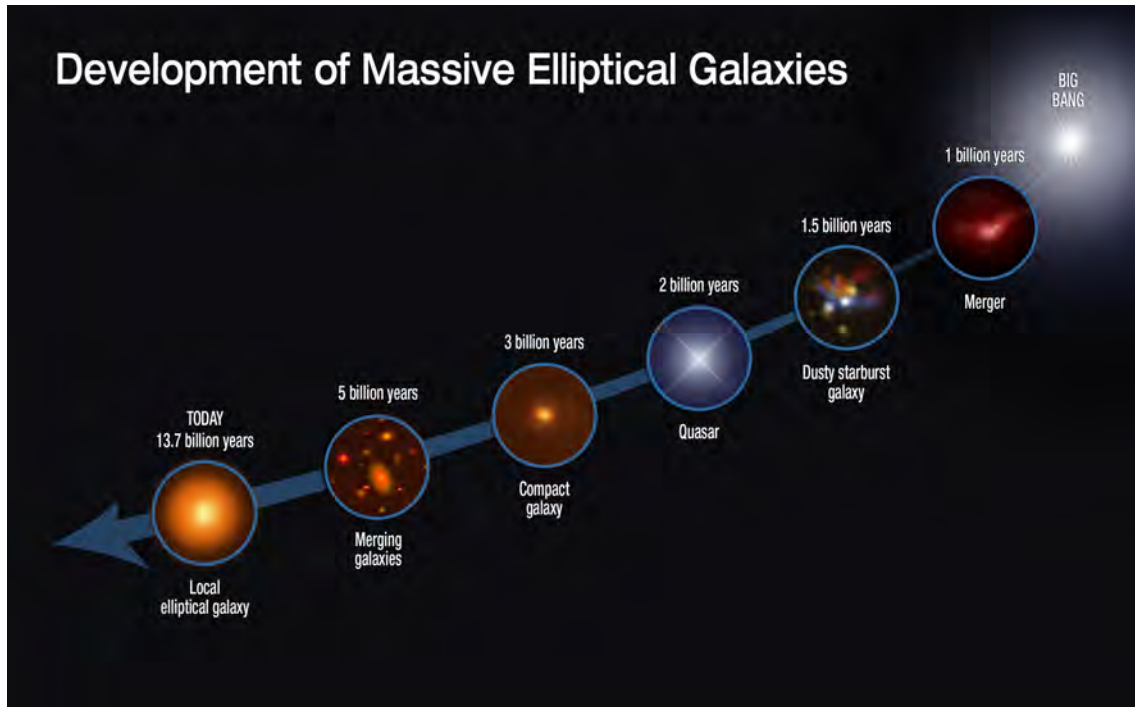 Development of Massive Elliptical Galaxies
BIG
BANG
1 billion years
Merger
1.5 billion years
Dusty starburst
galaxy
2 billion years
Quasar
3 billion years
Compact
galaxy
5 billion years
Merging
galaxies
TODAY
13.7 billion years
Local
elliptical galaxy